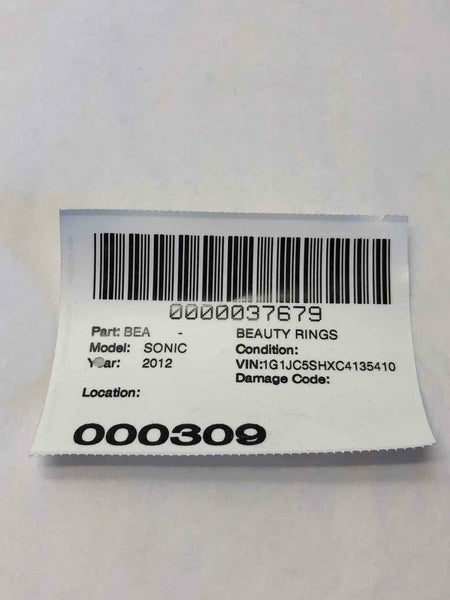 0000037679
Part: BEA - BEAUTY RINGS
Model: SONIC Condition:
Year: 2012 VIN:1G1JC5SHXC4135410
Damage Code:
Location:
000309